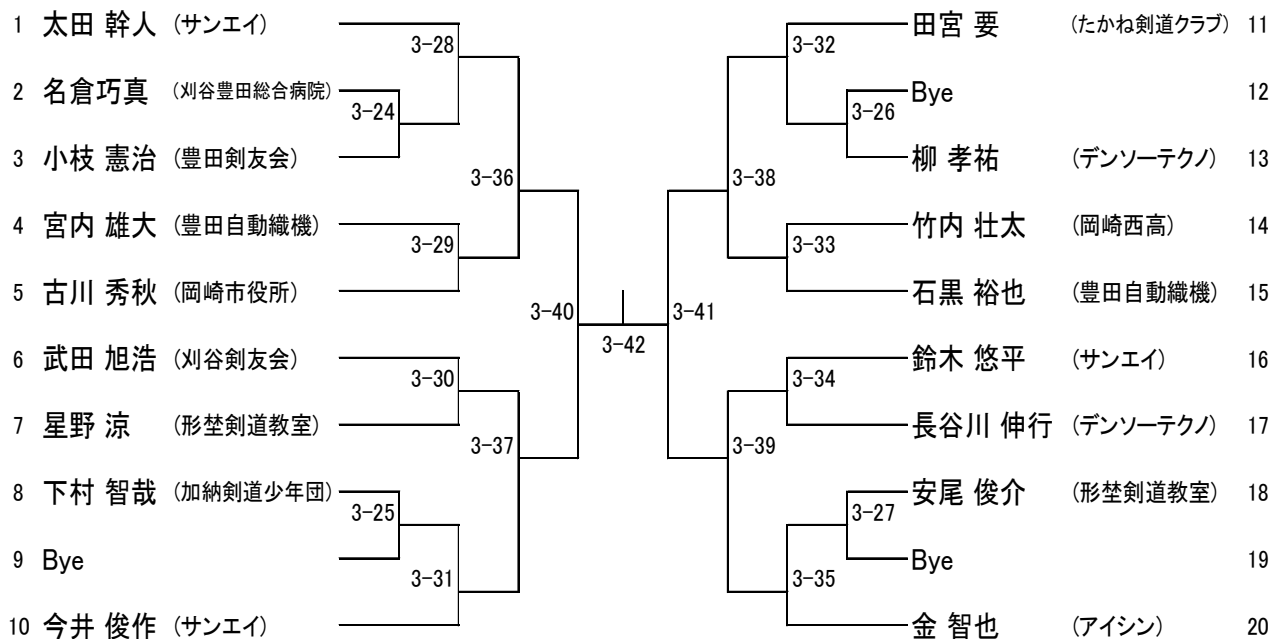 1 太田 幹人 (サンエイ)
3-28
2 名倉巧真 (刈谷豊田総合病院)
3-24
3 小枝 憲治 (豊田剣友会)
3-36
4 宮内 雄大 (豊田自動織機)
3-29
5 古川 秀秋 (岡崎市役所)
3-40
6 武田 旭浩 (刈谷剣友会)
3-30
7 星野 涼 (形埜剣道教室)
3-37
8 下村 智哉 (加納剣道少年団)
3-25
9 Bye
3-31
10 今井 俊作 (サンエイ)
3-42
田宮 要 (たかね剣道クラブ) 11
3-32
Bye 12
3-26
柳 孝祐 (デンソーテクノ) 13
3-38
竹内 壮太 (岡崎西高) 14
3-33
石黒 裕也 (豊田自動織機) 15
3-41
鈴木 悠平 (サンエイ) 16
3-34
長谷川 伸行 (デンソーテクノ) 17
3-39
安尾 俊介 (形埜剣道教室) 18
3-27
Bye 19
3-35
金 智也 (アイシン) 20